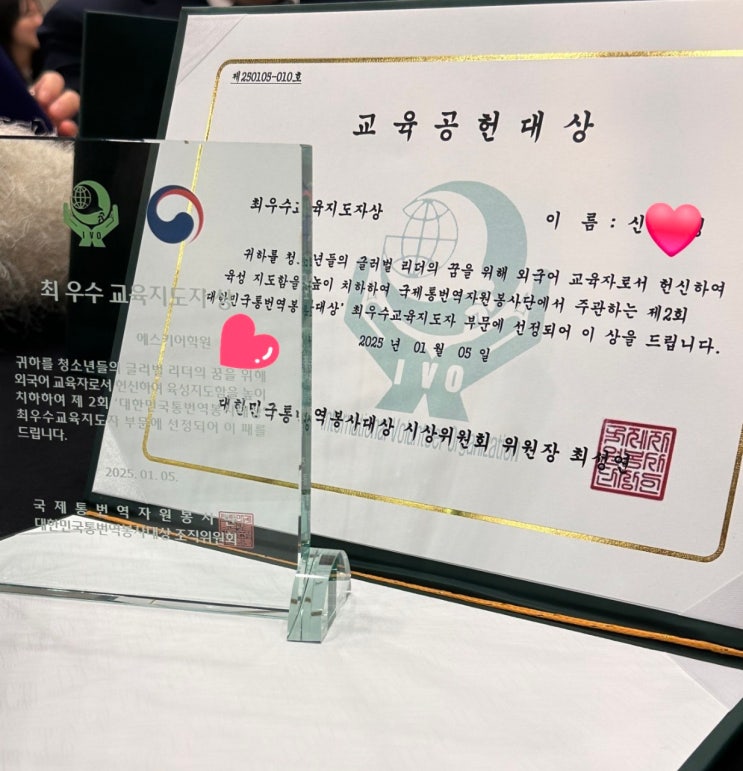 제250105-010호
교육공헌대상
최우수교육지도자상
이 름 : 신
귀하를 청소년들의 글러벌 리더의 꿈을 위해 외국어 교육자로서 헌신하여
육성 지도함을 높이 치하하여 국제통번역자원봉사단에서 주관하는 제2회
대한민국통번역봉사대상' 최우수교육지도자 부문에 선정되어 이 상을 드립니다.
2025 년 01 월 05 일
대한민국통번역봉사대상 시상위원회 위원장 최성연
IVO
International Volunteer Organization
IVO
최우수 교육지도자상
에스키어학원
귀하를 청소년들의 글러벌 리더의 꿈을 위해
외국어 교육자로서 헌신하여 육성지도함을 높이
치하하여 제 2회 '대한민국통번역봉사대상'
최우수교육지도자 부문에 선정되어 이 패를
드립니다.
2025. 01. 05.
국제통번역자원봉사단
대한민국통번역봉사대상 조직위원회